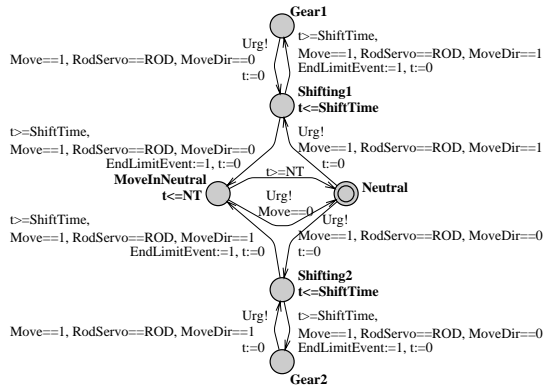 Gear1
Urg!
Move==1, RodServo==ROD, MoveDir==0
t:=0
t>=ShiftTime,
Move==1, RodServo==ROD, MoveDir==1
EndLimitEvent:=1, t:=0
Shifting1
t<=ShiftTime
t>=ShiftTime,
Move==1, RodServo==ROD, MoveDir==0
EndLimitEvent:=1, t:=0
Urg!
Move==1, RodServo==ROD, MoveDir==1
t:=0
MoveInNeutral
t<=NT
t>=NT
Urg!
Move==0
Neutral
t>=ShiftTime,
Move==1, RodServo==ROD, MoveDir==1
EndLimitEvent:=1, t:=0
Urg!
Move==1, RodServo==ROD, MoveDir==0
t:=0
Shifting2
t<=ShiftTime
Urg!
Move==1, RodServo==ROD, MoveDir==1
t:=0
t>=ShiftTime,
Move==1, RodServo==ROD, MoveDir==0
EndLimitEvent:=1, t:=0
Gear2